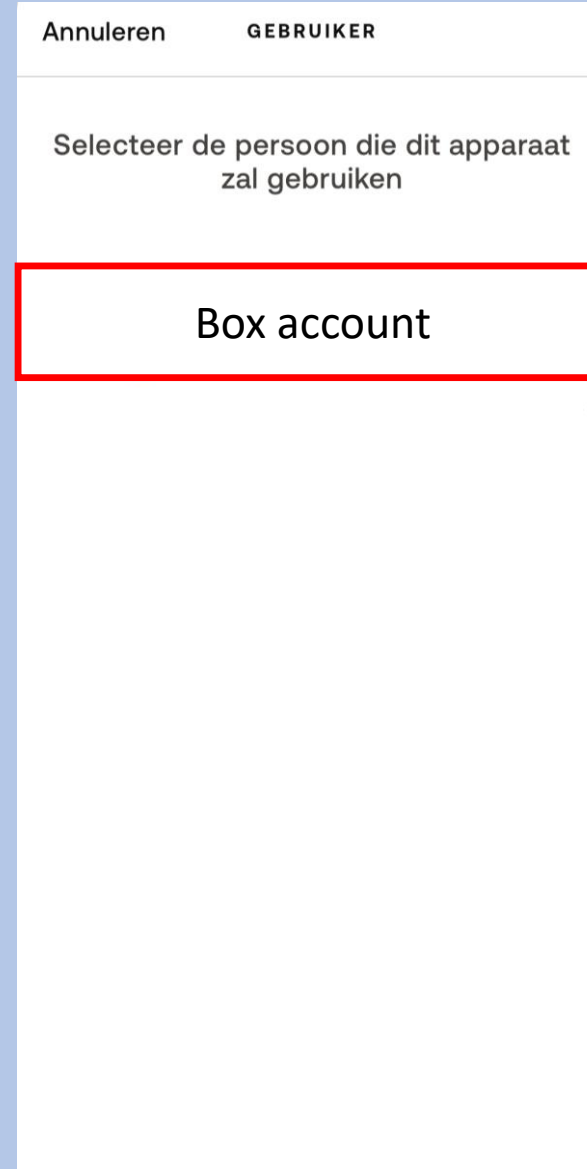 Annuleren GEBRUIKER
Selecteer de persoon die dit apparaat
zal gebruiken
Box account